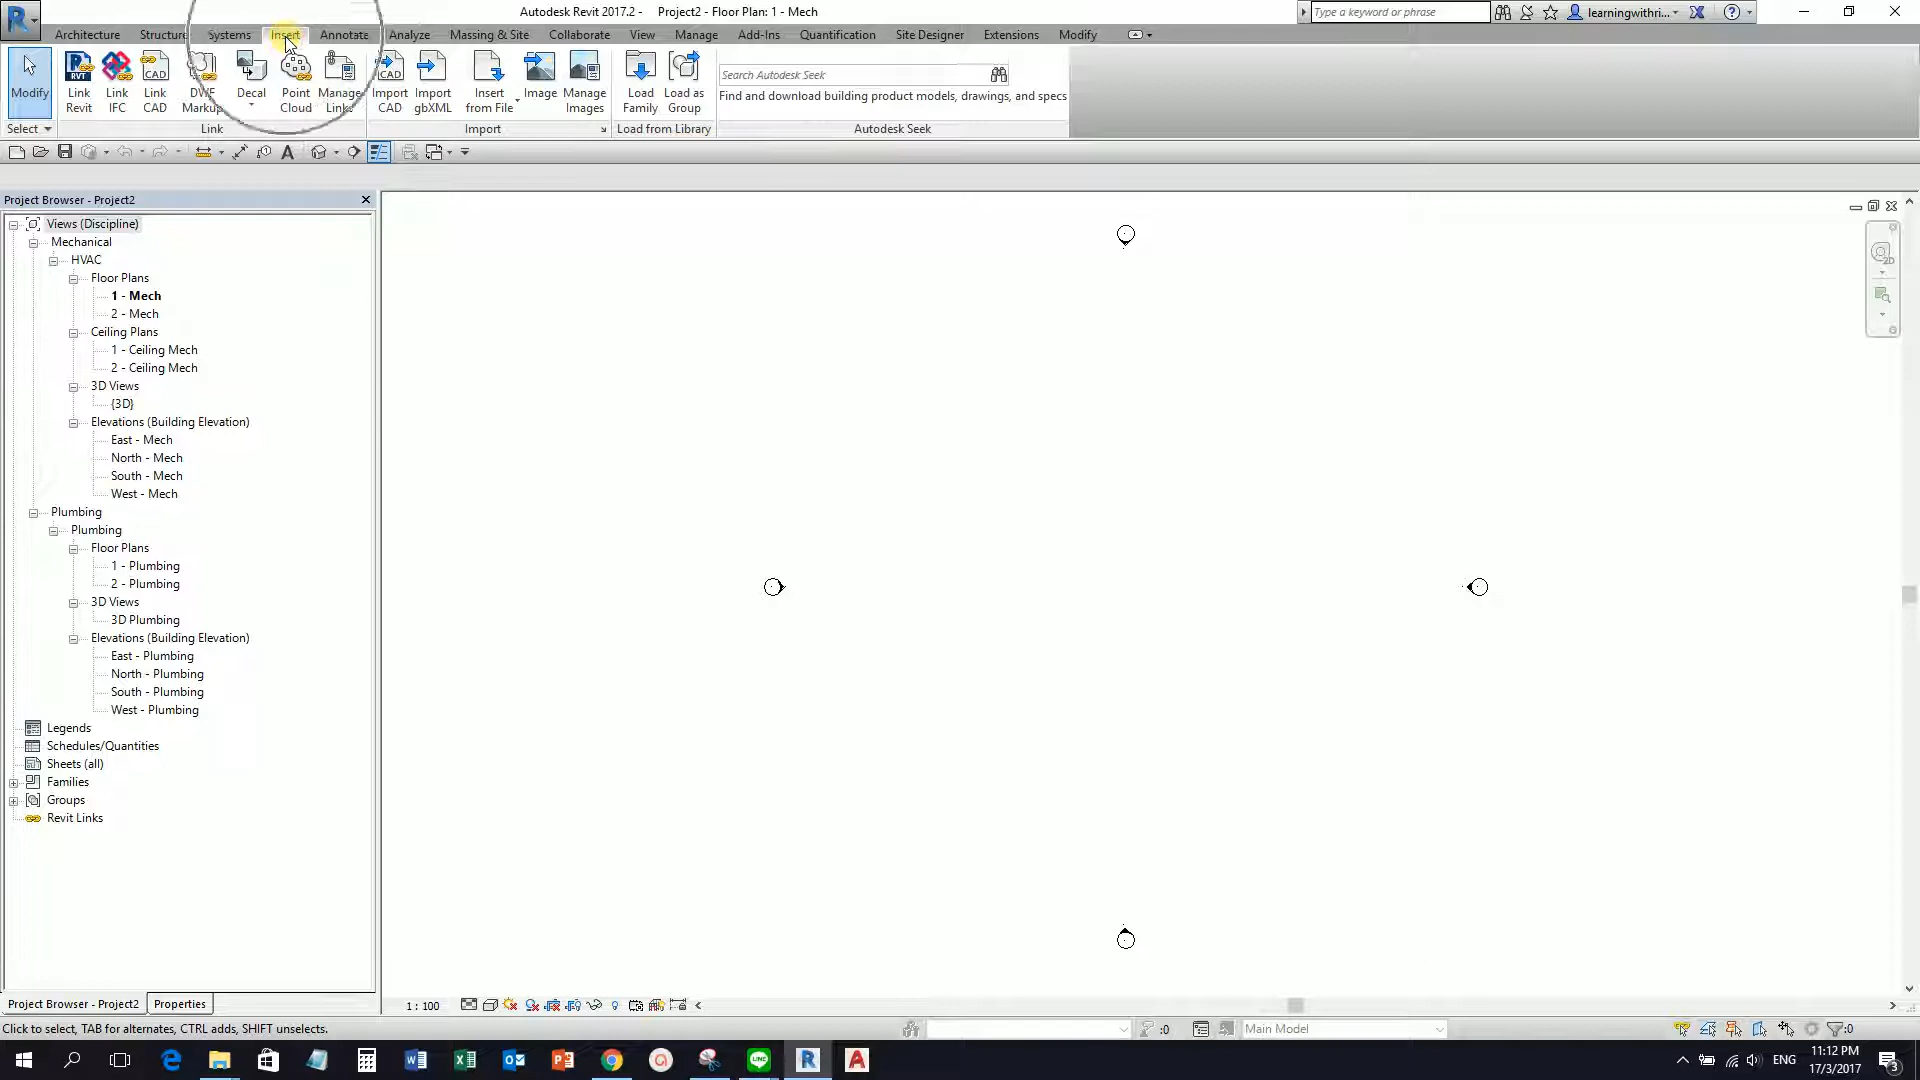 Autodesk Revit 2017.2 - Project2 - Floor Plan: 1 - Mech
Type a keyword or phrase
learningwithri...
Architecture Structure Systems Insert Annotate Analyze Massing & Site Collaborate View Manage Add-Ins Quantification Site Designer Extensions Modify
Modify
Link Revit
Link IFC
Link CAD
DWF Markup
Decal
Point Cloud
Manage Links
Import CAD
Import gbXML
Insert from File
Image
Manage Images
Load Family
Load as Group
Search Autodesk Seek
Find and download building product models, drawings, and specs
Select Link Import Load from Library Autodesk Seek
Project Browser - Project2
Views (Discipline)
Mechanical
HVAC
Floor Plans
1 - Mech
2 - Mech
Ceiling Plans
1 - Ceiling Mech
2 - Ceiling Mech
3D Views
{3D}
Elevations (Building Elevation)
East - Mech
North - Mech
South - Mech
West - Mech
Plumbing
Plumbing
Floor Plans
1 - Plumbing
2 - Plumbing
3D Views
3D Plumbing
Elevations (Building Elevation)
East - Plumbing
North - Plumbing
South - Plumbing
West - Plumbing
Legends
Schedules/Quantities
Sheets (all)
Families
Groups
Revit Links
Project Browser - Project2 Properties
1 : 100
Click to select, TAB for alternates, CTRL adds, SHIFT unselects.
:0
Main Model
:0
ENG
11:12 PM
17/3/2017